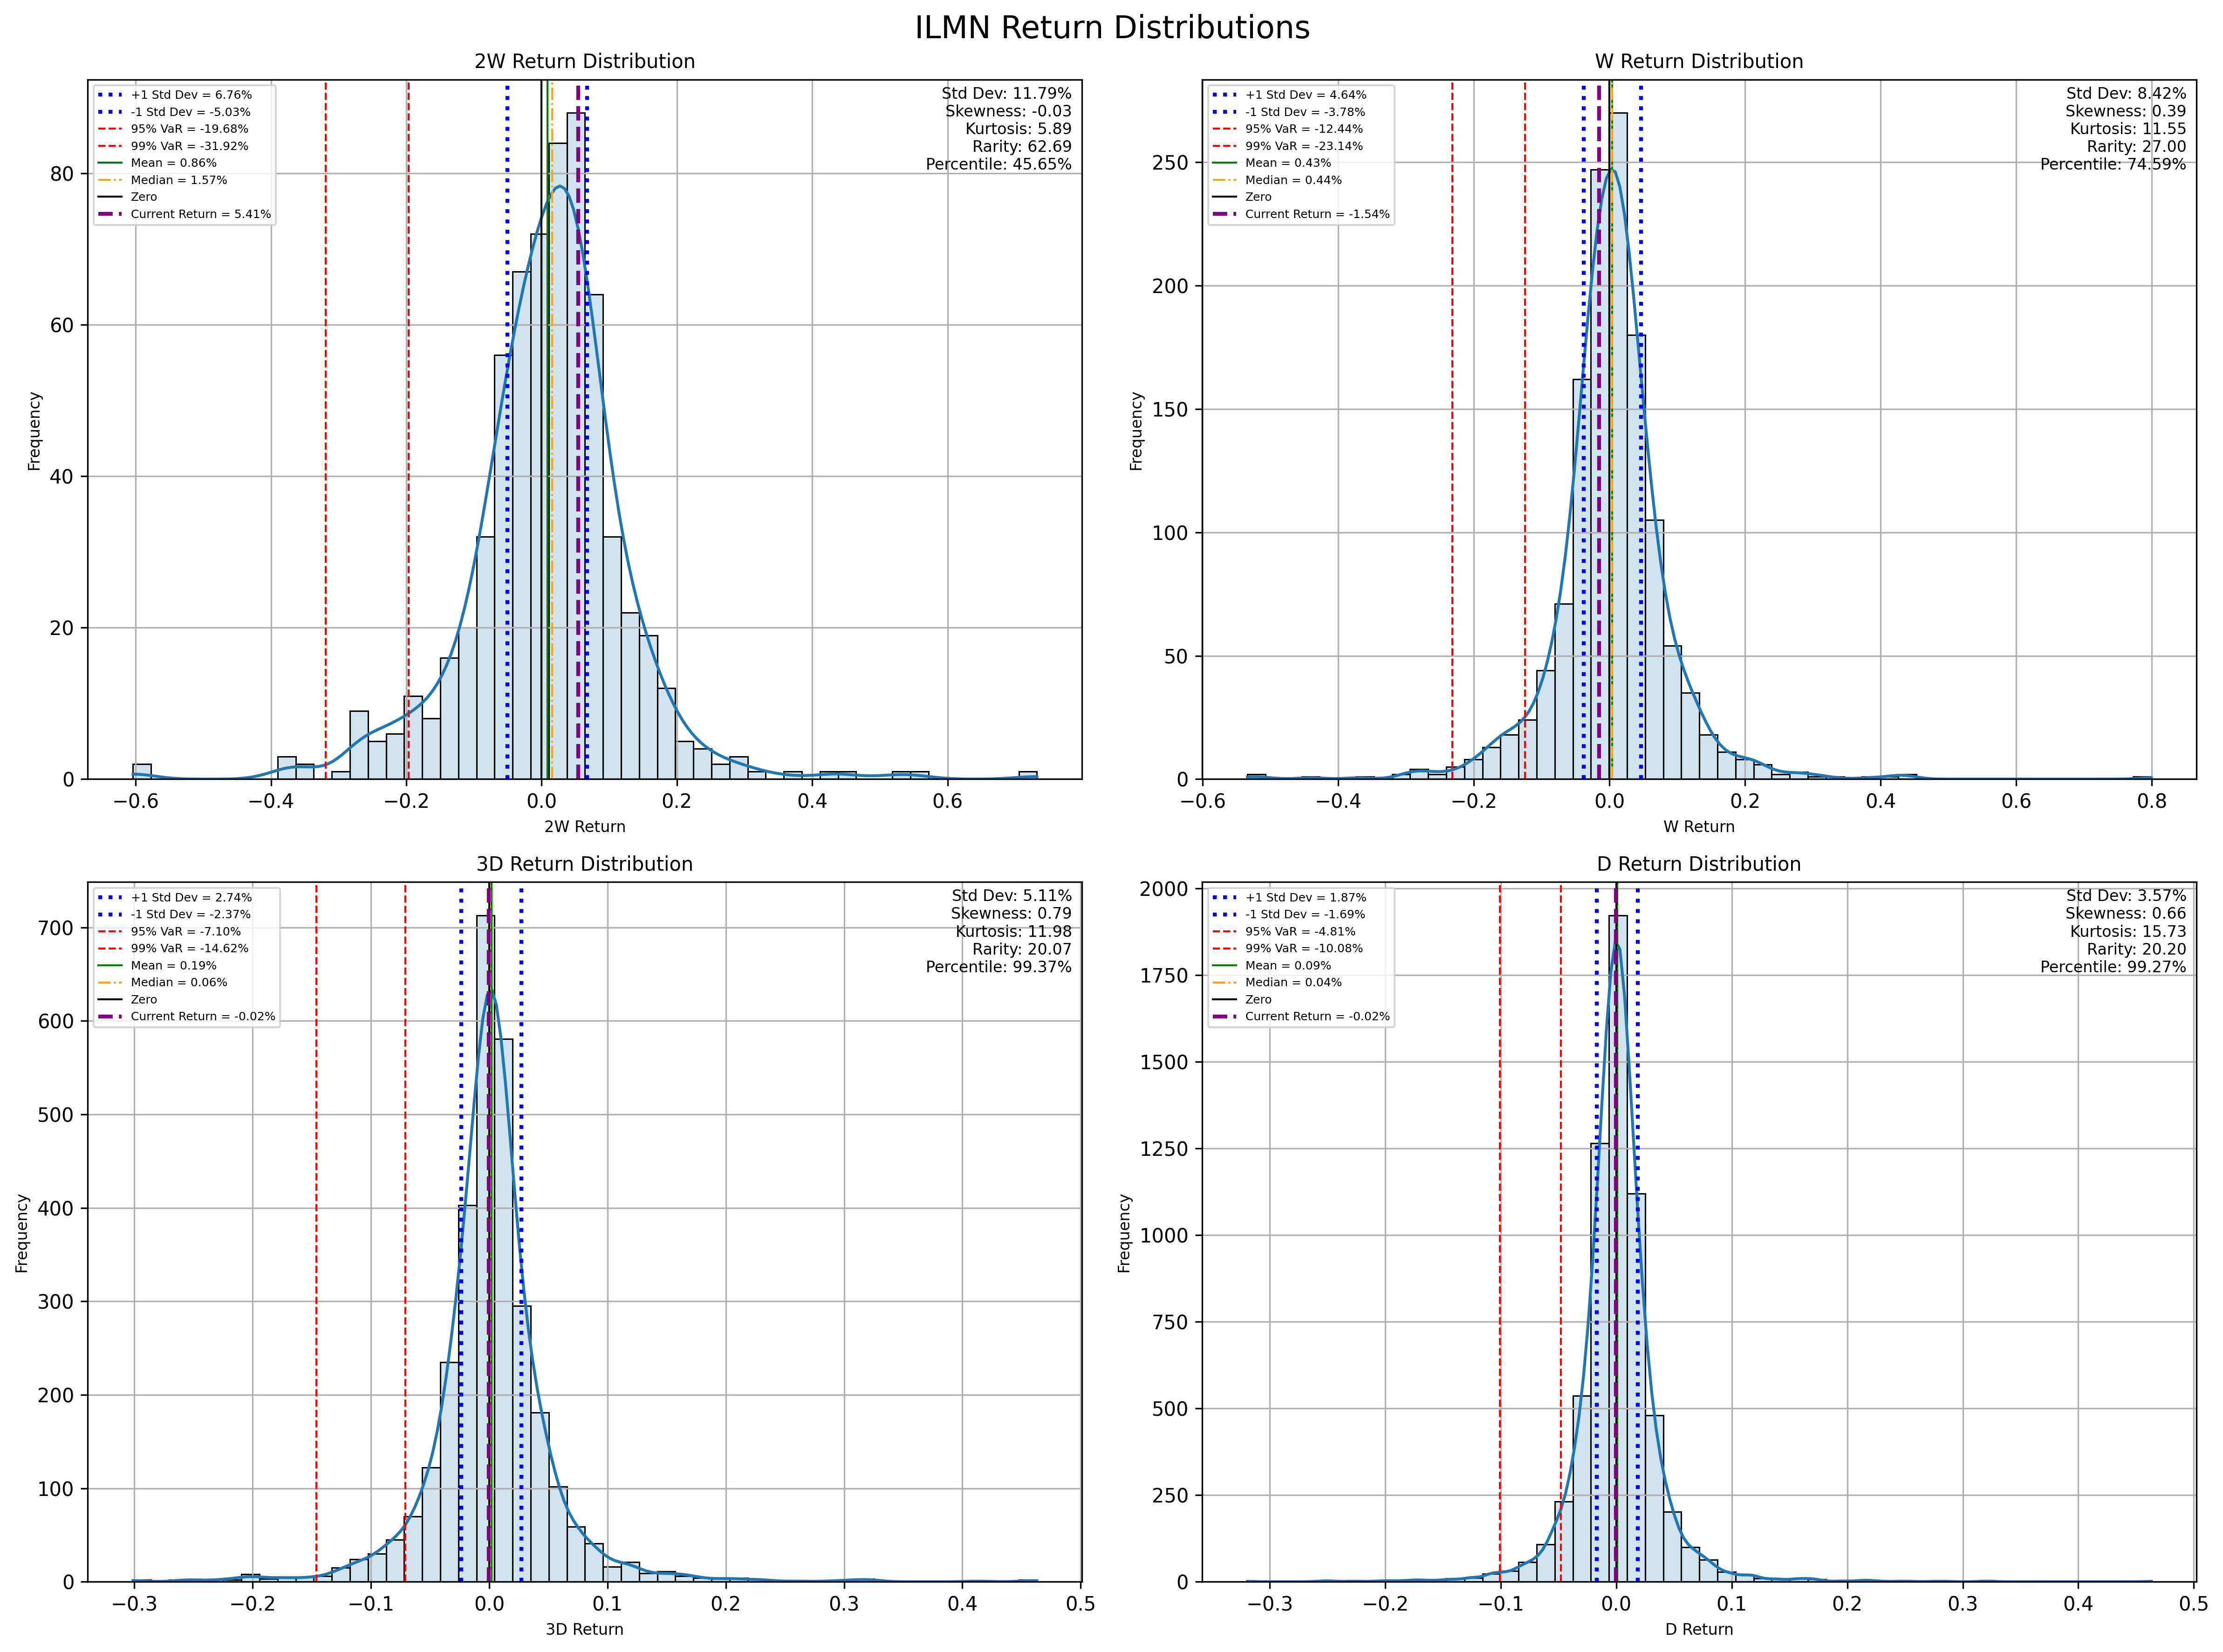 ILMN Return Distributions
2W Return Distribution
+1 Std Dev = 6.76%
-1 Std Dev = -5.03%
95% VaR = -19.68%
99% VaR = -31.92%
Mean = 0.86%
Median = 1.57%
Zero
Current Return = 5.41%
Std Dev: 11.79%
Skewness: -0.03
Kurtosis: 5.89
Rarity: 62.69
Percentile: 45.65%
Frequency
80
60
40
20
0
−0.6 −0.4 −0.2 0.0 0.2 0.4 0.6
2W Return
W Return Distribution
+1 Std Dev = 4.64%
-1 Std Dev = -3.78%
95% VaR = -12.44%
99% VaR = -23.14%
Mean = 0.43%
Median = 0.44%
Zero
Current Return = -1.54%
Std Dev: 8.42%
Skewness: 0.39
Kurtosis: 11.55
Rarity: 27.00
Percentile: 74.59%
Frequency
250
200
150
100
50
0
−0.6 −0.4 −0.2 0.0 0.2 0.4 0.6 0.8
W Return
3D Return Distribution
+1 Std Dev = 2.74%
-1 Std Dev = -2.37%
95% VaR = -7.10%
99% VaR = -14.62%
Mean = 0.19%
Median = 0.06%
Zero
Current Return = -0.02%
Std Dev: 5.11%
Skewness: 0.79
Kurtosis: 11.98
Rarity: 20.07
Percentile: 99.37%
Frequency
700
600
500
400
300
200
100
0
−0.3 −0.2 −0.1 0.0 0.1 0.2 0.3 0.4 0.5
3D Return
D Return Distribution
+1 Std Dev = 1.87%
-1 Std Dev = -1.69%
95% VaR = -4.81%
99% VaR = -10.08%
Mean = 0.09%
Median = 0.04%
Zero
Current Return = -0.02%
Std Dev: 3.57%
Skewness: 0.66
Kurtosis: 15.73
Rarity: 20.20
Percentile: 99.27%
Frequency
2000
1750
1500
1250
1000
750
500
250
0
−0.3 −0.2 −0.1 0.0 0.1 0.2 0.3 0.4 0.5
D Return